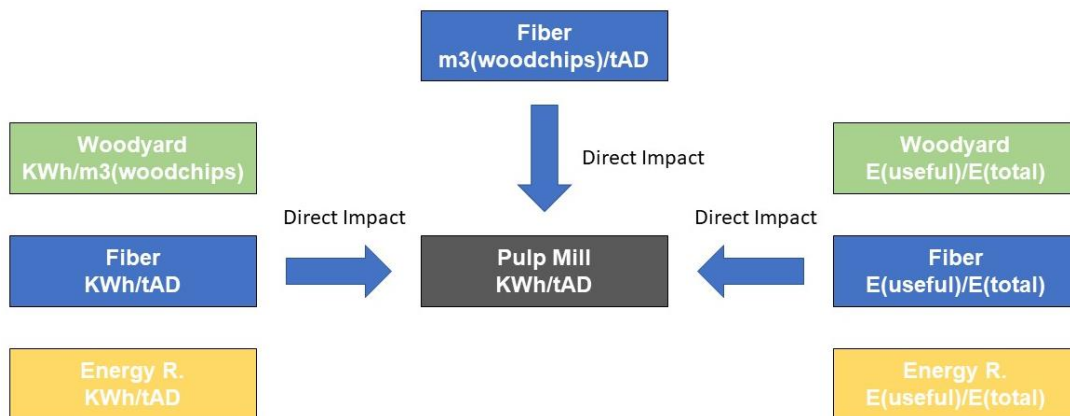 Fiber
m3(woodchips)/tAD
Direct Impact
Woodyard
KWh/m3(woodchips)
Woodyard
E(useful)/E(total)
Direct Impact
Direct Impact
Fiber
KWh/tAD
Pulp Mill
KWh/tAD
Fiber
E(useful)/E(total)
Energy R.
KWh/tAD
Energy R.
E(useful)/E(total)